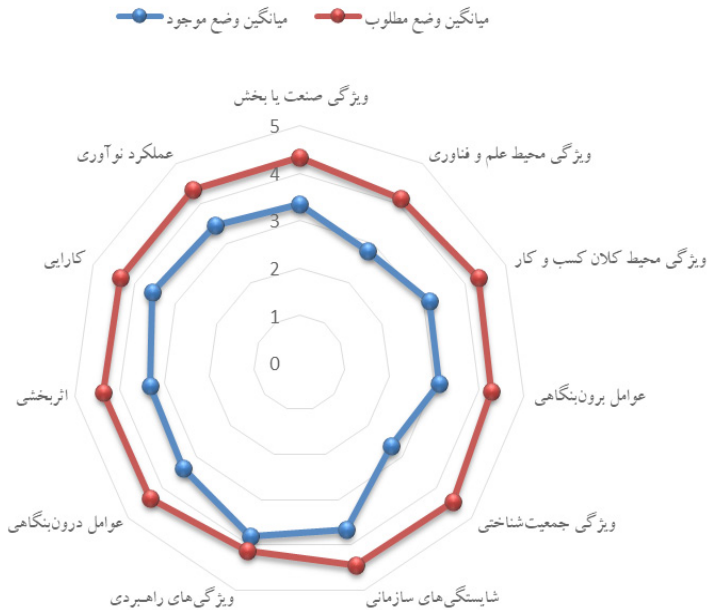 میانگین وضع مطلوب
میانگین وضع موجود
ویژگی صنعت یا بخش
ویژگی محیط علم و فناوری
ویژگی محیط کلان کسب و کار
عوامل برون‌بنگاهی
ویژگی جمعیت‌شناختی
شایستگی‌های سازمانی
ویژگی‌های راهبردی
عوامل درون‌بنگاهی
اثربخشی
کارایی
عملکرد نوآوری
5
4
3
2
1
0